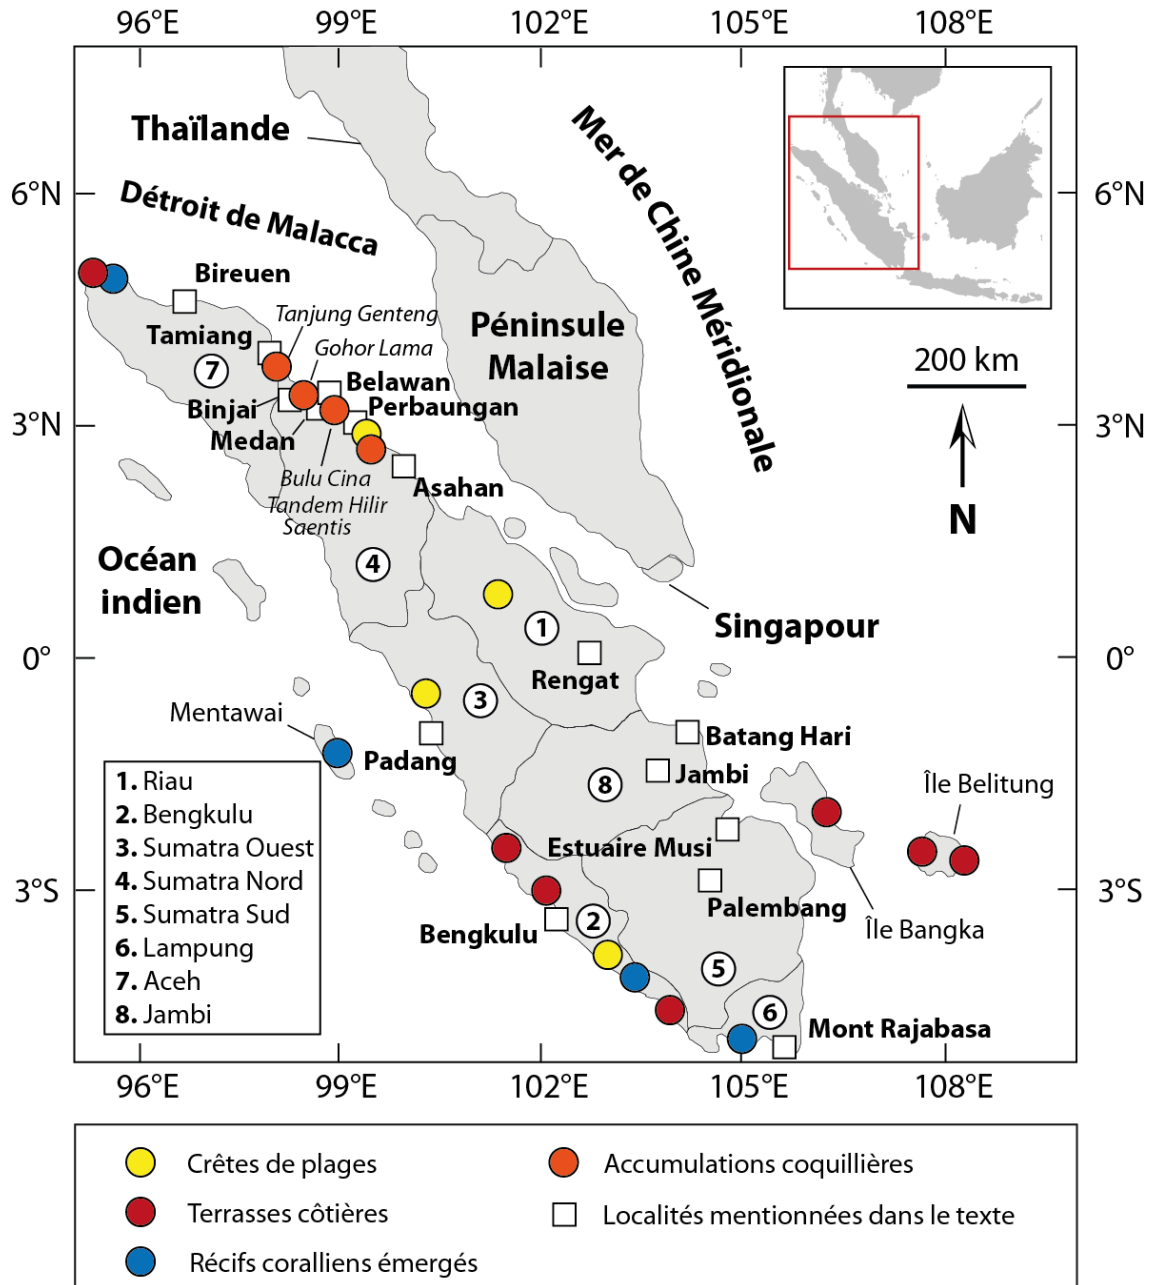 96°E 99°E 102°E 105°E 108°E
Thaïlande
Mer de Chine Méridionale
6°N 6°N
Détroit de Malacca
Bireuen
Tanjung Genteng
Tamiang
Péninsule
Malaise
Gohor Lama
200 km
7
Belawan
Binjai
Perbaungan
3°N 3°N
Medan
Bulu Cina
Tandem Hilir
Saentis
Asahan
N
Océan
indien
4
Singapour
1
0° 0°
Rengat
3
Mentawai
Batang Hari
Padang
Jambi
8
Île Belitung
1. Riau
2. Bengkulu
3. Sumatra Ouest
4. Sumatra Nord
5. Sumatra Sud
6. Lampung
7. Aceh
8. Jambi
Estuaire Musi
3°S 3°S
Palembang
Île Bangka
Bengkulu
2
5
6
Mont Rajabasa
96°E 99°E 102°E 105°E 108°E
Crêtes de plages
Terrasses côtières
Récifs coralliens émergés
Accumulations coquillières
Localités mentionnées dans le texte